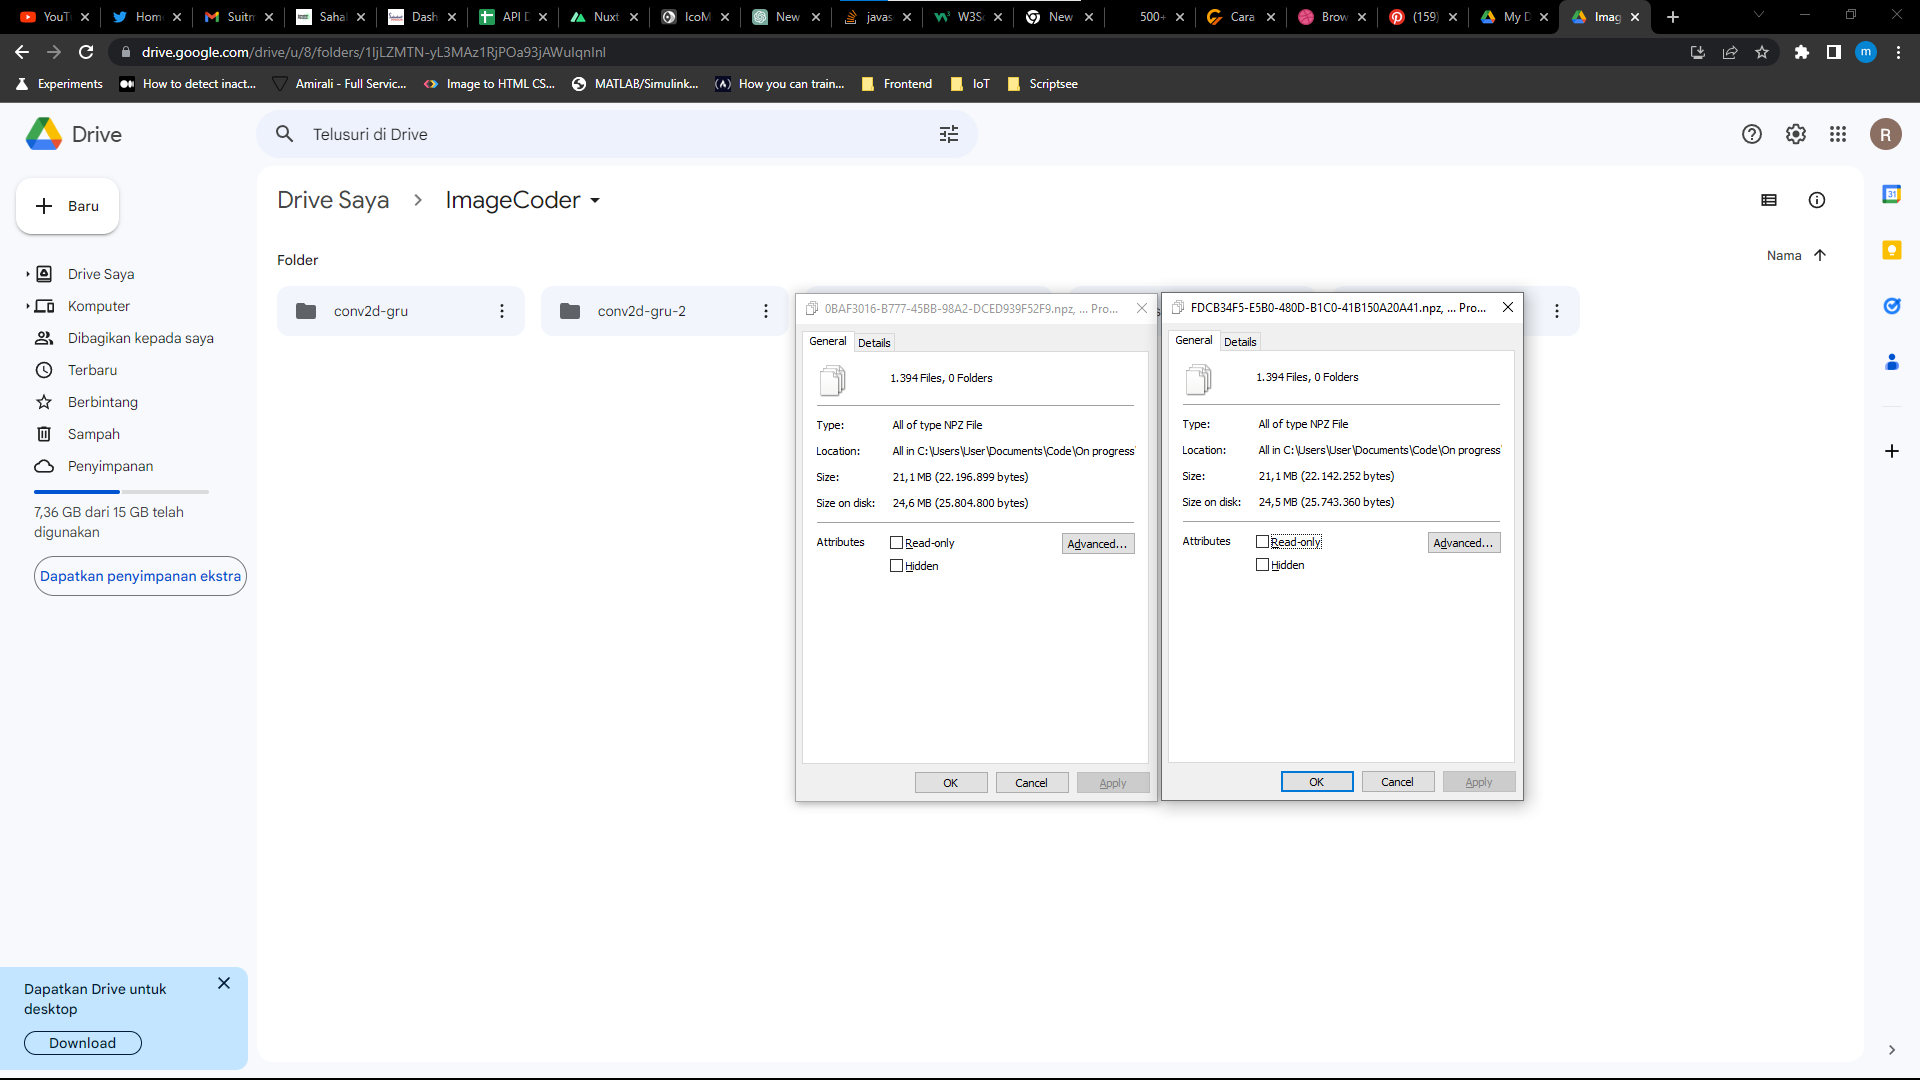 YouT
Hom
Suitm
Sahal
Dash
API D
Nuxt
IcoM
New
javas
W3Sc
New
500+
Cara
Brow
(159)
My D
Imag
drive.google.com/drive/u/8/folders/1IjLZMTN-yL3MAz1RjPOa93jAWulqnInl
m
Experiments
How to detect inact...
Amirali - Full Servic...
Image to HTML CS...
MATLAB/Simulink...
How you can train...
Frontend
IoT
Scriptsee
Drive
Telusuri di Drive
R
Baru
Drive Saya
Komputer
Dibagikan kepada saya
Terbaru
Berbintang
Sampah
Penyimpanan
7,36 GB dari 15 GB telah
digunakan
Dapatkan penyimpanan ekstra
Dapatkan Drive untuk
desktop
Download
Drive Saya
ImageCoder
Folder
Nama
conv2d-gru
conv2d-gru-2
0BAF3016-B777-45BB-98A2-DCED939F52F9.npz, ... Pro...
General
Details
1.394 Files, 0 Folders
Type: All of type NPZ File
Location: All in C:\Users\User\Documents\Code\On progress\
Size: 21,1 MB (22.196.899 bytes)
Size on disk: 24,6 MB (25.804.800 bytes)
Attributes
Read-only
Advanced...
Hidden
OK
Cancel
Apply
FDCB34F5-E5B0-480D-B1C0-41B150A20A41.npz, ... Pro...
General
Details
1.394 Files, 0 Folders
Type: All of type NPZ File
Location: All in C:\Users\User\Documents\Code\On progress\
Size: 21,1 MB (22.142.252 bytes)
Size on disk: 24,5 MB (25.743.360 bytes)
Attributes
Read-only
Advanced...
Hidden
OK
Cancel
Apply
31